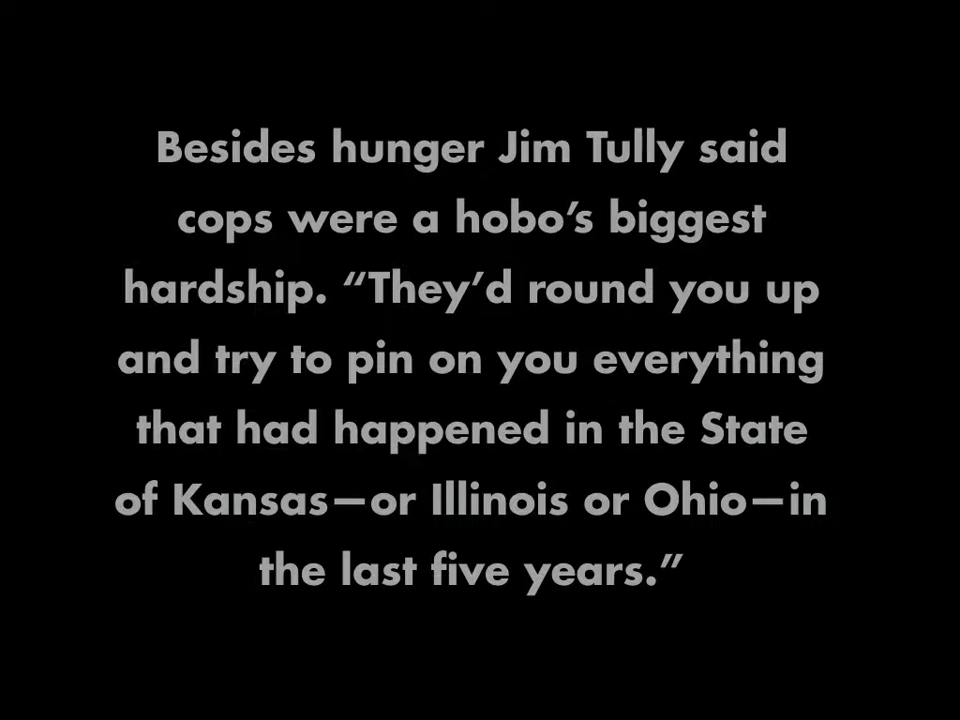 Besides hunger Jim Tully said
cops were a hobo’s biggest
hardship. “They’d round you up
and try to pin on you everything
that had happened in the State
of Kansas—or Illinois or Ohio—in
the last five years.”